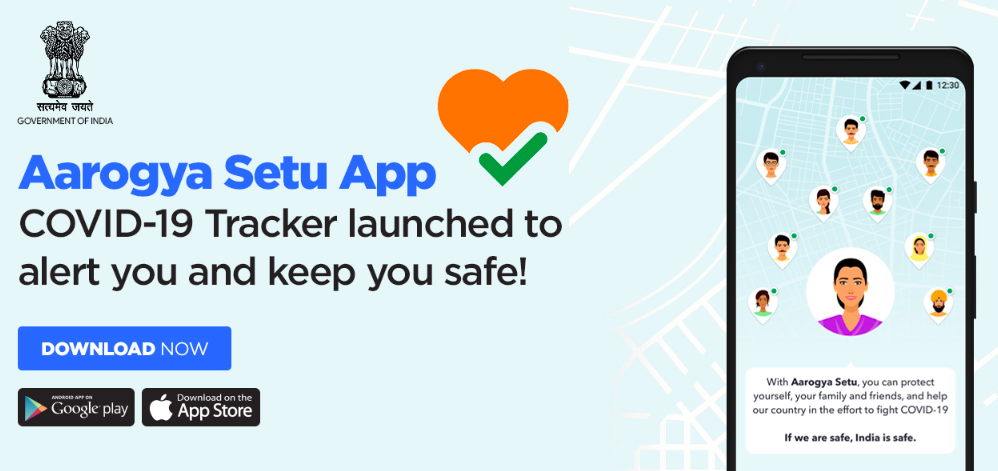 सत्यमेव जयते
GOVERNMENT OF INDIA
Aarogya Setu App
COVID-19 Tracker launched to
alert you and keep you safe!
DOWNLOAD NOW
ANDROID APP ON
Google play
Download on the
App Store
12:30
With Aarogya Setu, you can protect
yourself, your family and friends, and help
our country in the effort to fight COVID-19
If we are safe, India is safe.